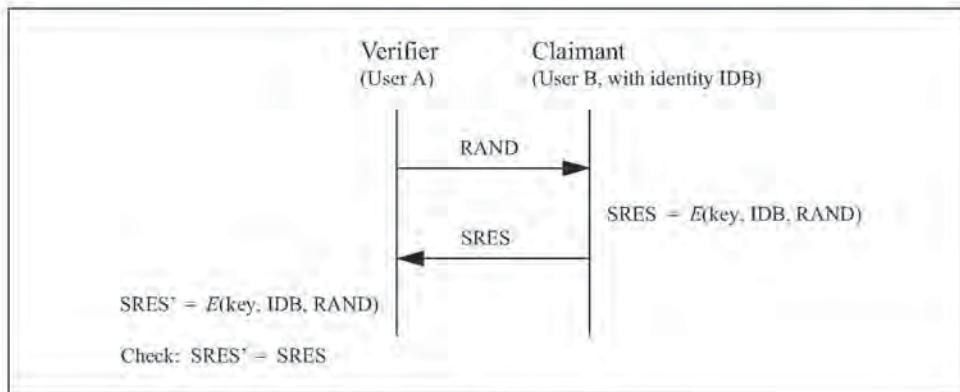 Verifier
(User A)
Claimant
(User B, with identity IDB)
RAND
SRES = E(key, IDB, RAND)
SRES
SRES' = E(key, IDB, RAND)
Check: SRES' = SRES